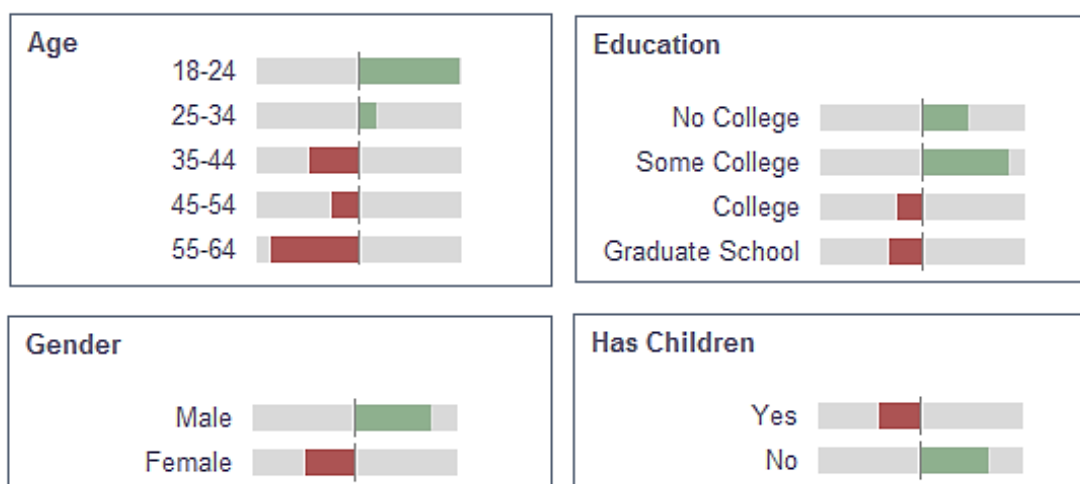 Age
18-24
25-34
35-44
45-54
55-64
Education
No College
Some College
College
Graduate School
Gender
Male
Female
Has Children
Yes
No